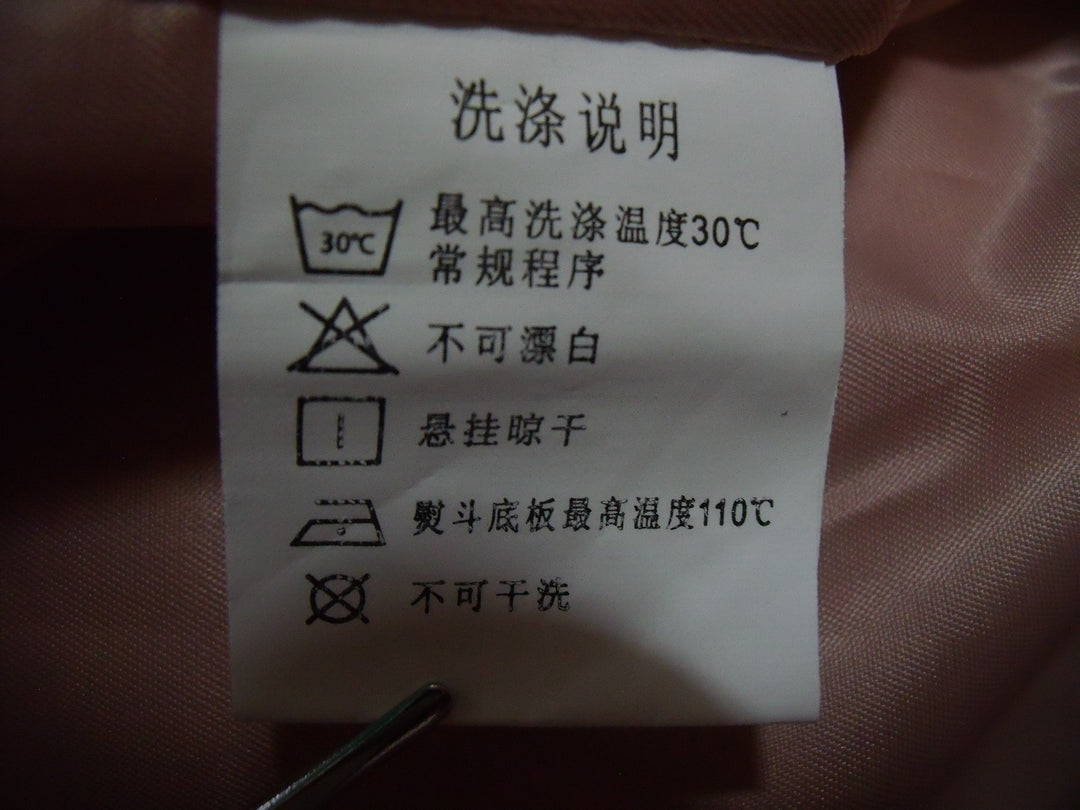 洗涤说明
30℃
最高洗涤温度30℃
常规程序
不可漂白
悬挂晾干
熨斗底板最高温度110℃
不可干洗